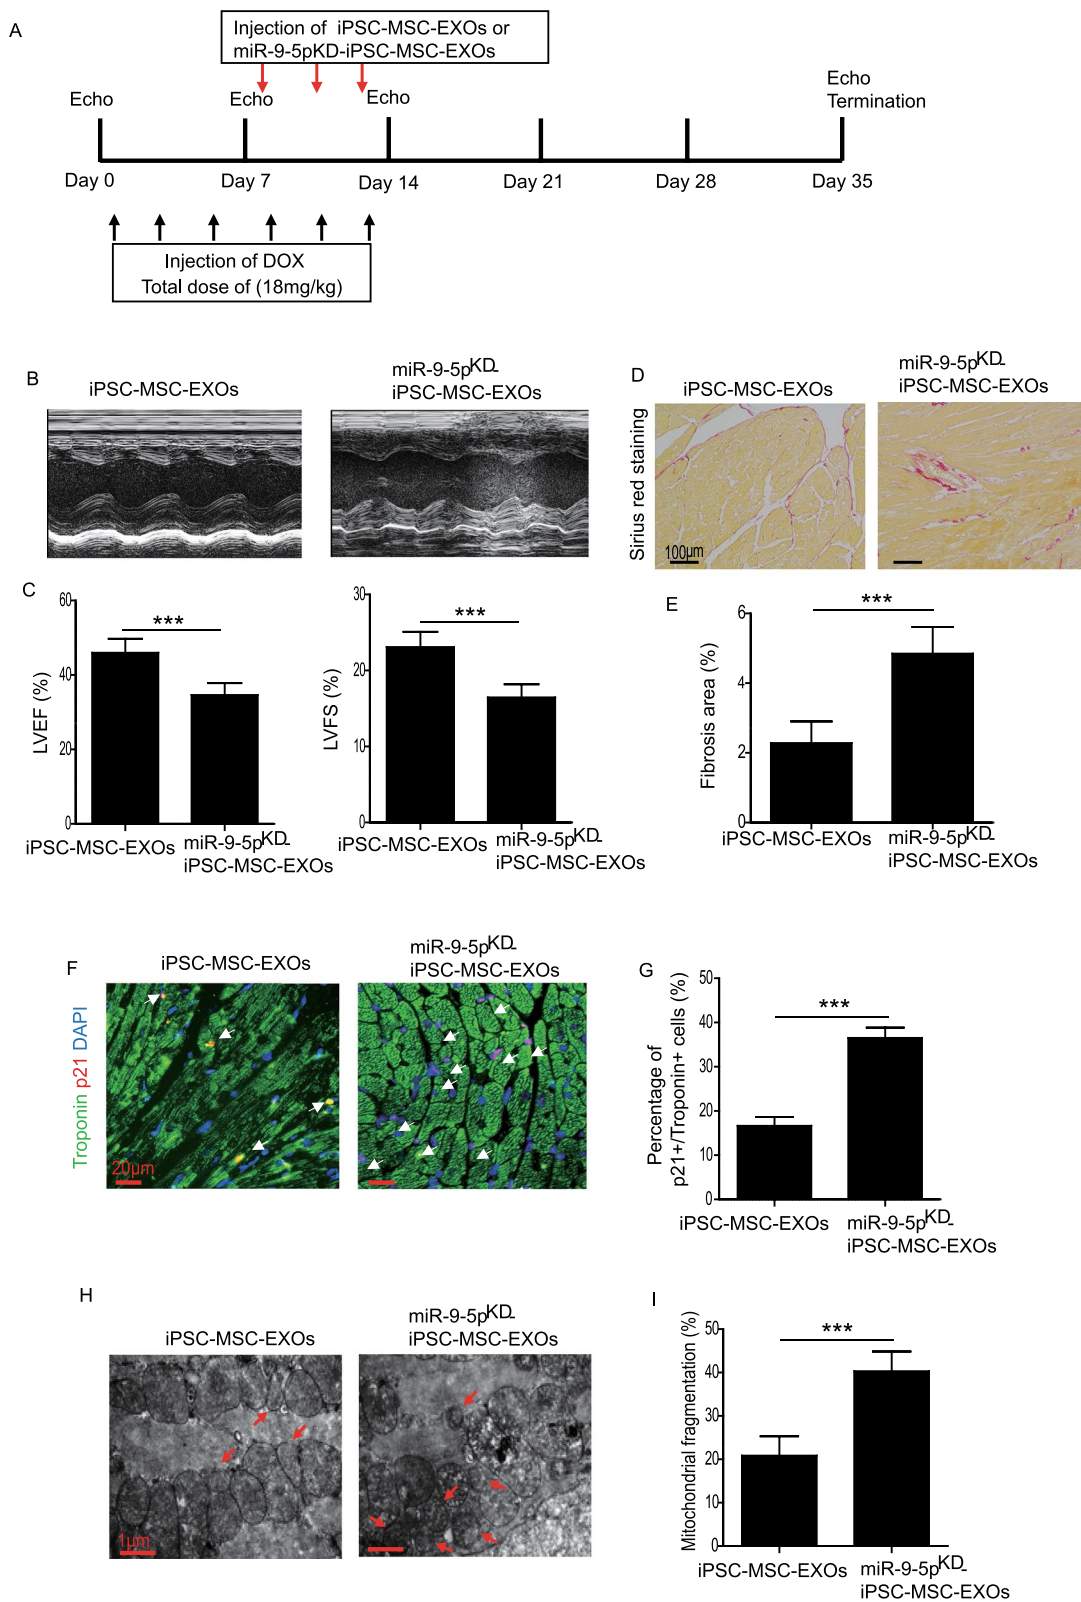 A
Injection of iPSC-MSC-EXOs or
miR-9-5pKD-iPSC-MSC-EXOs
Echo
Echo
Echo
Echo
Termination
Day 0
Day 7
Day 14
Day 21
Day 28
Day 35
Injection of DOX
Total dose of (18mg/kg)
B
iPSC-MSC-EXOs
miR-9-5pKD-
iPSC-MSC-EXOs
C
LVEF (%)
60
40
20
0
***
iPSC-MSC-EXOs
miR-9-5pKD-
iPSC-MSC-EXOs
LVFS (%)
30
20
10
0
***
iPSC-MSC-EXOs
miR-9-5pKD-
iPSC-MSC-EXOs
D
iPSC-MSC-EXOs
miR-9-5pKD-
iPSC-MSC-EXOs
Sirius red staining
100µm
E
Fibrosis area (%)
6
4
2
0
***
iPSC-MSC-EXOs
miR-9-5pKD-
iPSC-MSC-EXOs
F
iPSC-MSC-EXOs
miR-9-5pKD-
iPSC-MSC-EXOs
Troponin p21 DAPI
20µm
G
Percentage of
p21+/Troponin+ cells (%)
50
40
30
20
10
0
***
iPSC-MSC-EXOs
miR-9-5pKD-
iPSC-MSC-EXOs
H
iPSC-MSC-EXOs
miR-9-5pKD-
iPSC-MSC-EXOs
1µm
I
Mitochondrial fragmentation (%)
50
40
30
20
10
0
***
iPSC-MSC-EXOs
miR-9-5pKD-
iPSC-MSC-EXOs